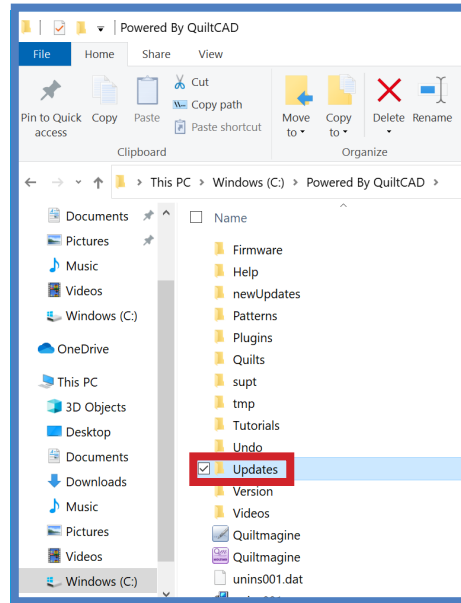 Powered By QuiltCAD
File Home Share View
Pin to Quick access
Copy
Paste
Cut
Copy path
Paste shortcut
Move to
Copy to
Delete
Rename
Clipboard
Organize
This PC > Windows (C:) > Powered By QuiltCAD >
Documents
Pictures
Music
Videos
Windows (C:)
OneDrive
This PC
3D Objects
Desktop
Documents
Downloads
Music
Pictures
Videos
Windows (C:)
Name
Firmware
Help
newUpdates
Patterns
Plugins
Quilts
supt
tmp
Tutorials
Undo
Updates
Version
Videos
Quiltmagine
Quiltmagine
unins001.dat